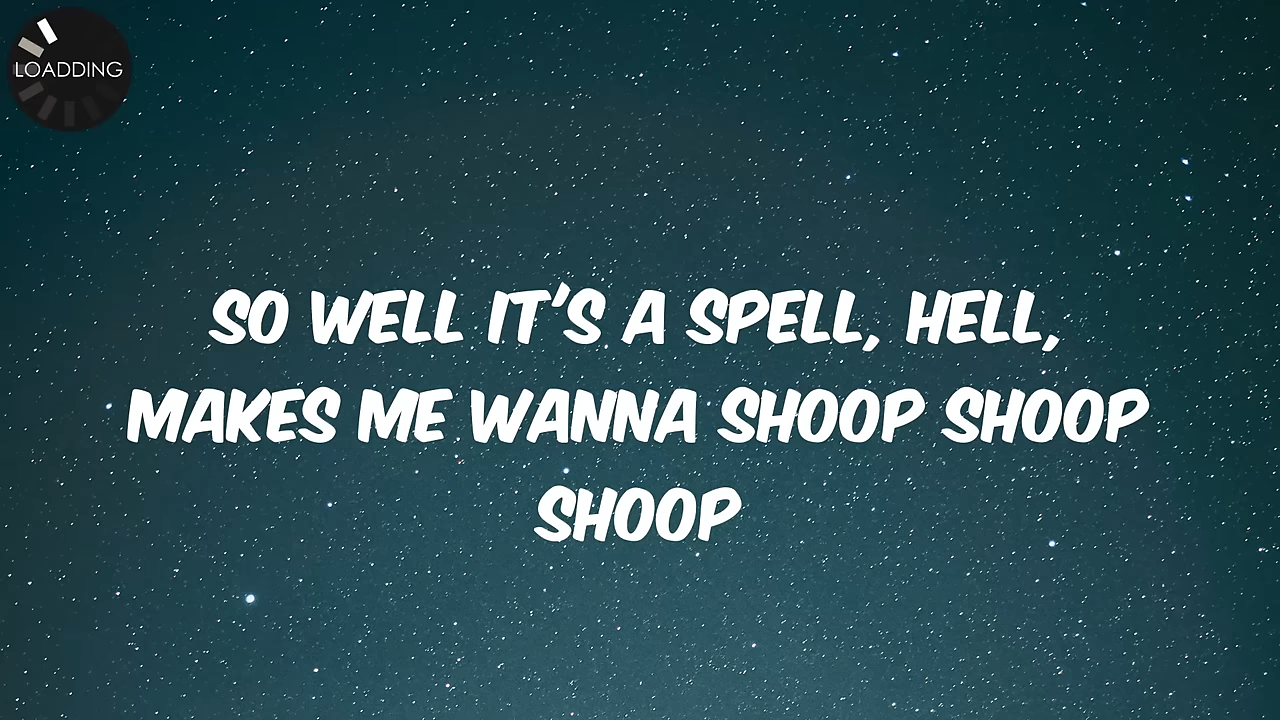 LOADDING
SO WELL IT'S A SPELL, HELL,
MAKES ME WANNA SHOOP SHOOP
SHOOP